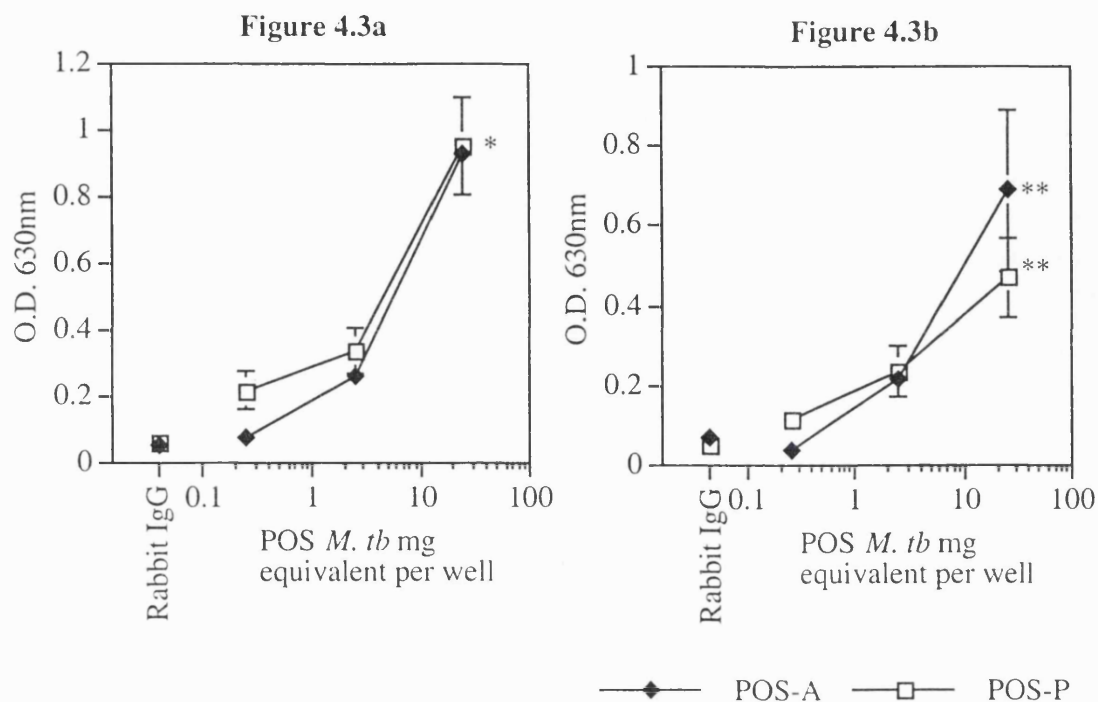 Figure 4.3a
1.2
1
0.8
0.6
0.4
0.2
0
O.D. 630nm
Rabbit IgG
0.1 1 10 100
POS M. tb mg
equivalent per well
*
Figure 4.3b
1
0.8
0.6
0.4
0.2
0
O.D. 630nm
Rabbit IgG
0.1 1 10 100
POS M. tb mg
equivalent per well
**
**
POS-A POS-P